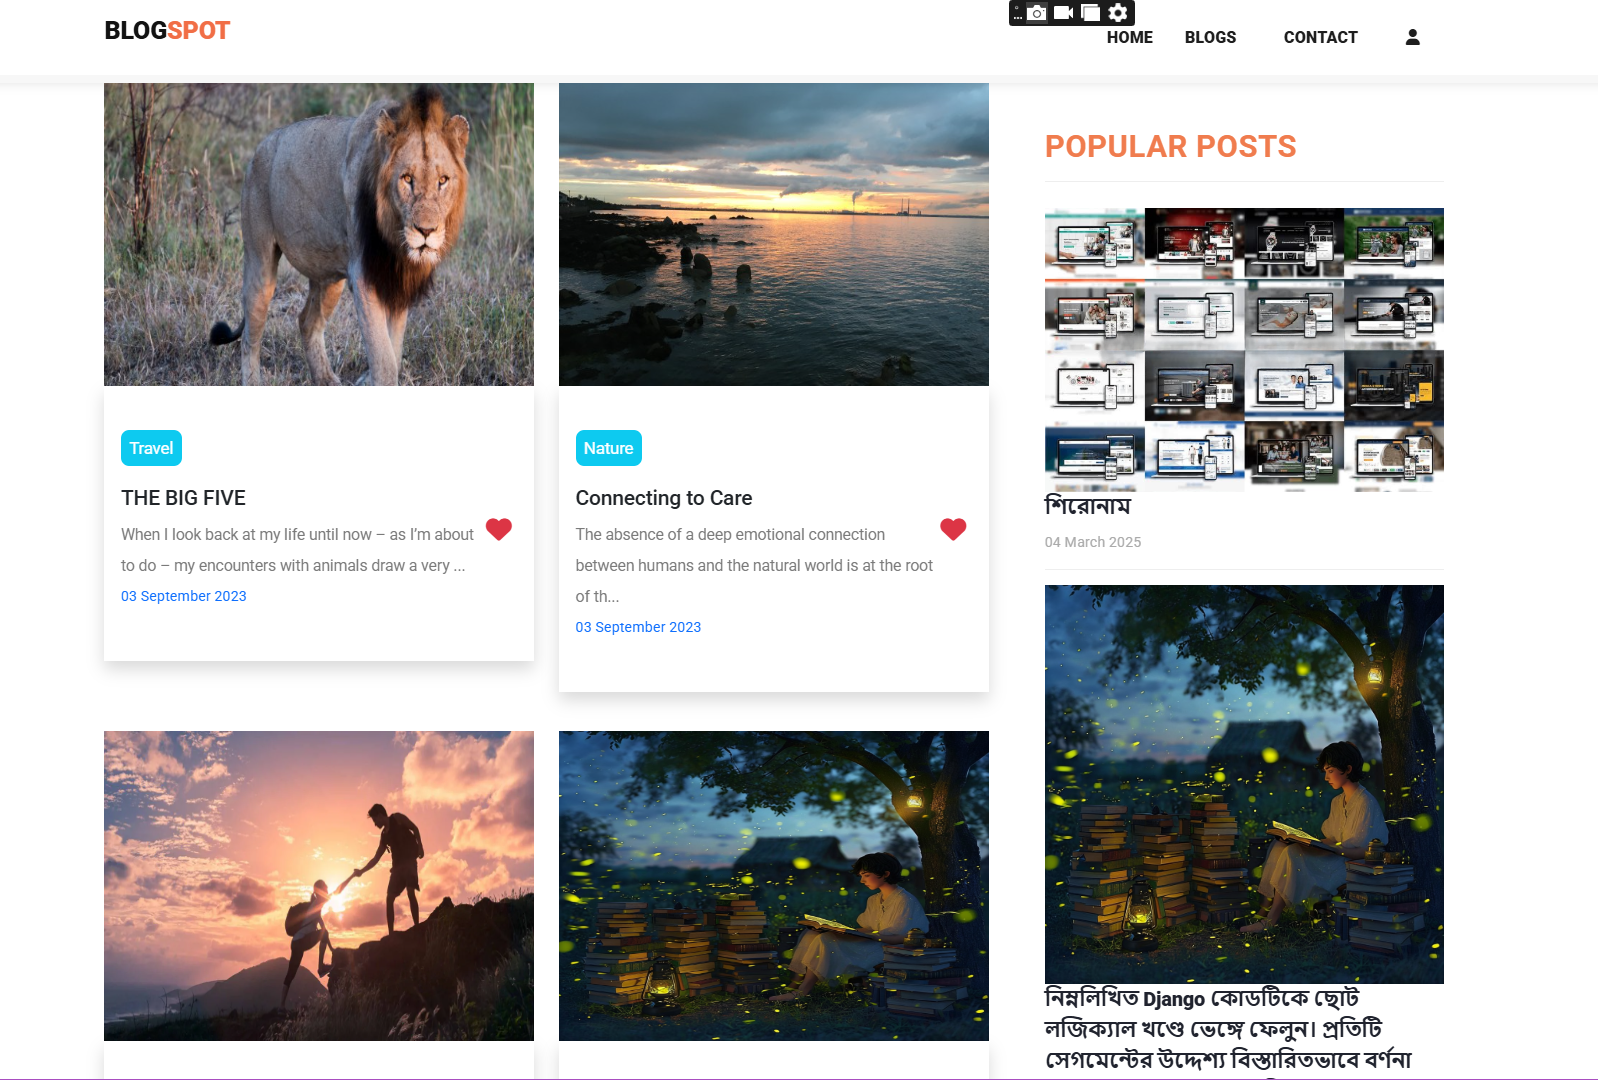 BLOGSPOT
HOME BLOGS CONTACT
Travel
THE BIG FIVE
When I look back at my life until now – as I'm about
to do – my encounters with animals draw a very ...
03 September 2023
Nature
Connecting to Care
The absence of a deep emotional connection
between humans and the natural world is at the root
of th...
03 September 2023
POPULAR POSTS
শিরোনাম
04 March 2025
নিম্নলিখিত Django কোডটিকে ছোট
লজিক্যাল খণ্ডে ভেঙ্গে ফেলুন। প্রতিটি
সেগমেন্টের উদ্দেশ্য বিস্তারিতভাবে বর্ণনা